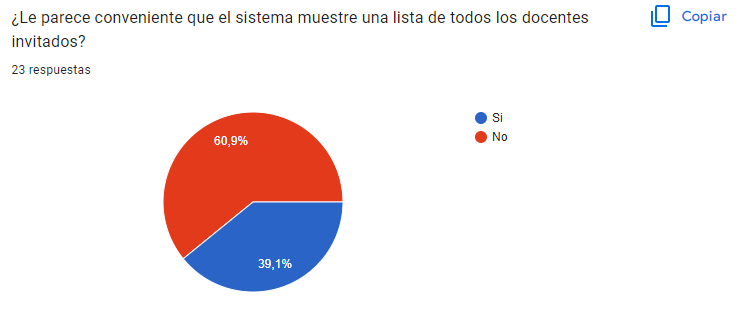 ¿Le parece conveniente que el sistema muestre una lista de todos los docentes
invitados?
Copiar
23 respuestas
Si
No
60,9%
39,1%